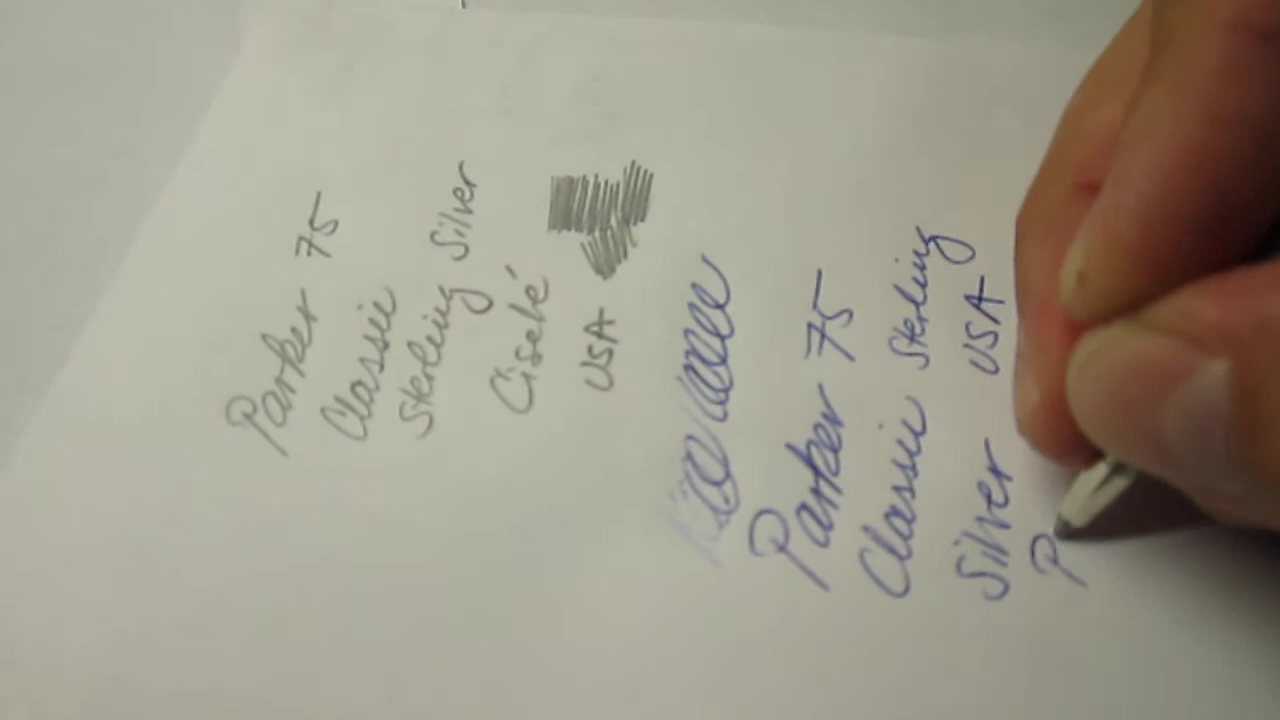 Parker 75
Classic
Sterling Silver
Ciselé
USA
Parker 75
Classic Sterling
Silver USA
P